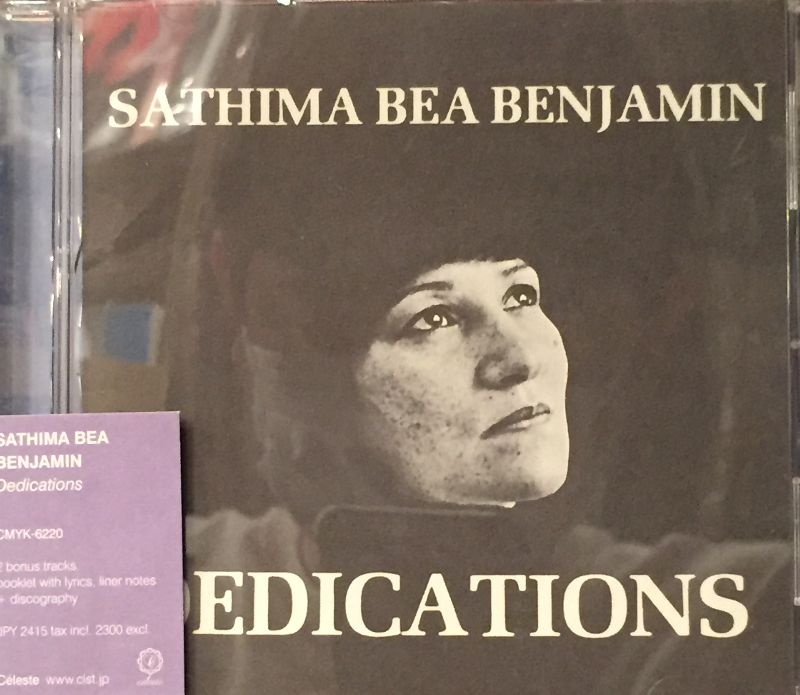 SATHIMA BEA BENJAMIN
DEDICATIONS
SATHIMA BEA
BENJAMIN
Dedications
CMYK-6220
2 bonus tracks
booklet with lyrics, liner notes
+ discography
JPY 2415 tax incl. 2300 excl.
Céleste www.clst.jp